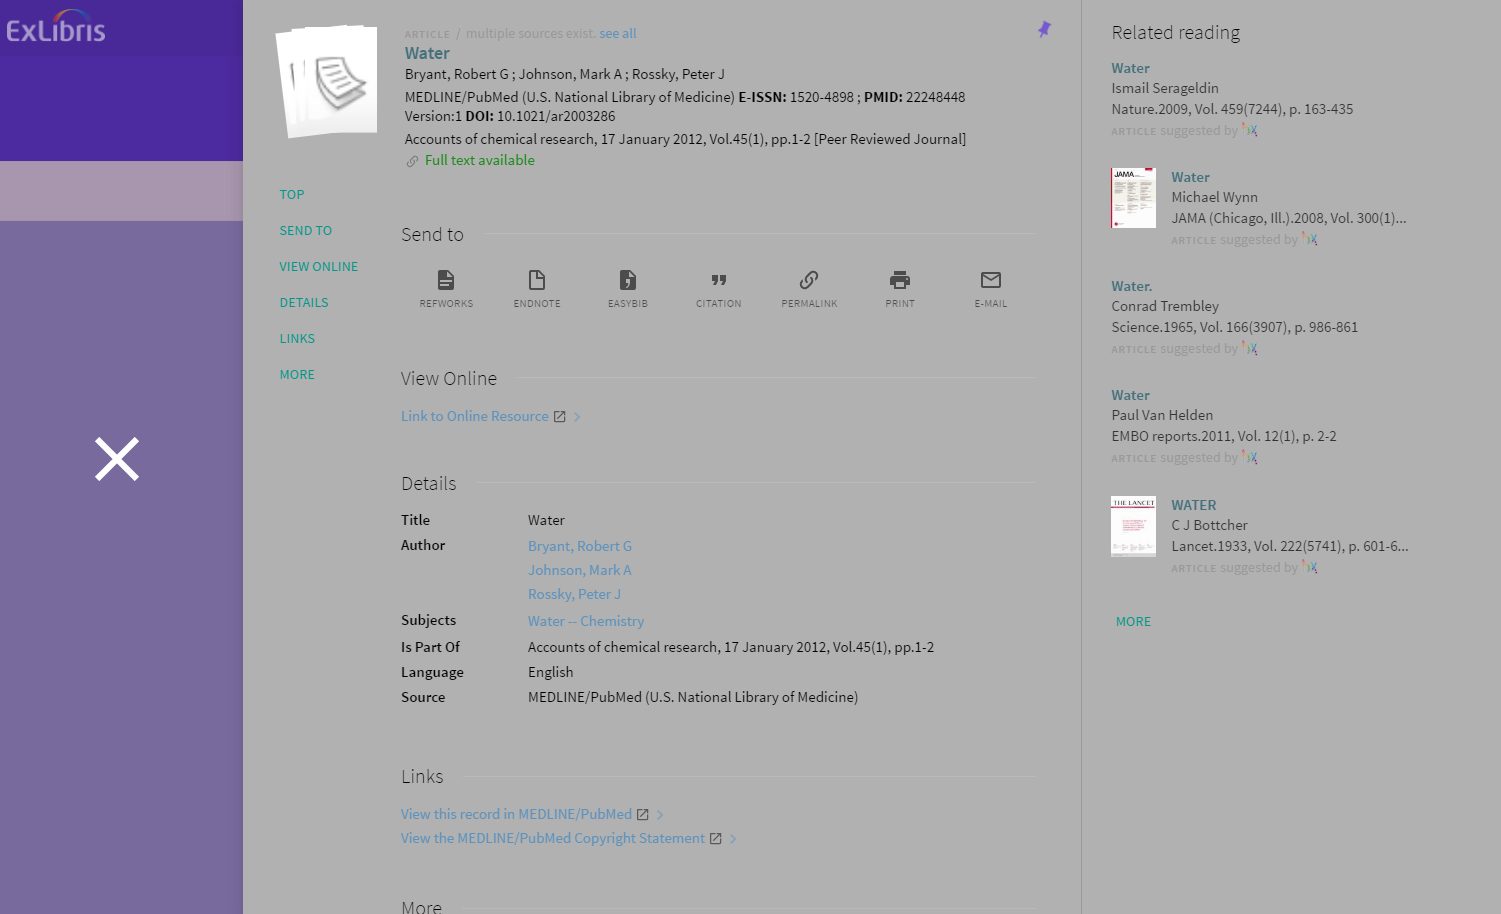 ExLibris
ARTICLE / multiple sources exist. see all
Water
Bryant, Robert G ; Johnson, Mark A ; Rossky, Peter J
MEDLINE/PubMed (U.S. National Library of Medicine) E-ISSN: 1520-4898 ; PMID: 22248448
Version:1 DOI: 10.1021/ar2003286
Accounts of chemical research, 17 January 2012, Vol.45(1), pp.1-2 [Peer Reviewed Journal]
Full text available
TOP
SEND TO
VIEW ONLINE
DETAILS
LINKS
MORE
Send to
REFWORKS
ENDNOTE
EASYBIB
CITATION
PERMALINK
PRINT
E-MAIL
View Online
Link to Online Resource
Details
Title Water
Author Bryant, Robert G
Johnson, Mark A
Rossky, Peter J
Subjects Water -- Chemistry
Is Part Of Accounts of chemical research, 17 January 2012, Vol.45(1), pp.1-2
Language English
Source MEDLINE/PubMed (U.S. National Library of Medicine)
Links
View this record in MEDLINE/PubMed
View the MEDLINE/PubMed Copyright Statement
More
Related reading
Water
Ismail Serageldin
Nature.2009, Vol. 459(7244), p. 163-435
ARTICLE suggested by
JAMA
Water
Michael Wynn
JAMA (Chicago, Ill.).2008, Vol. 300(1)...
ARTICLE suggested by
Water.
Conrad Trembley
Science.1965, Vol. 166(3907), p. 986-861
ARTICLE suggested by
Water
Paul Van Helden
EMBO reports.2011, Vol. 12(1), p. 2-2
ARTICLE suggested by
THE LANCET
WATER
C J Bottcher
Lancet.1933, Vol. 222(5741), p. 601-6...
ARTICLE suggested by
MORE